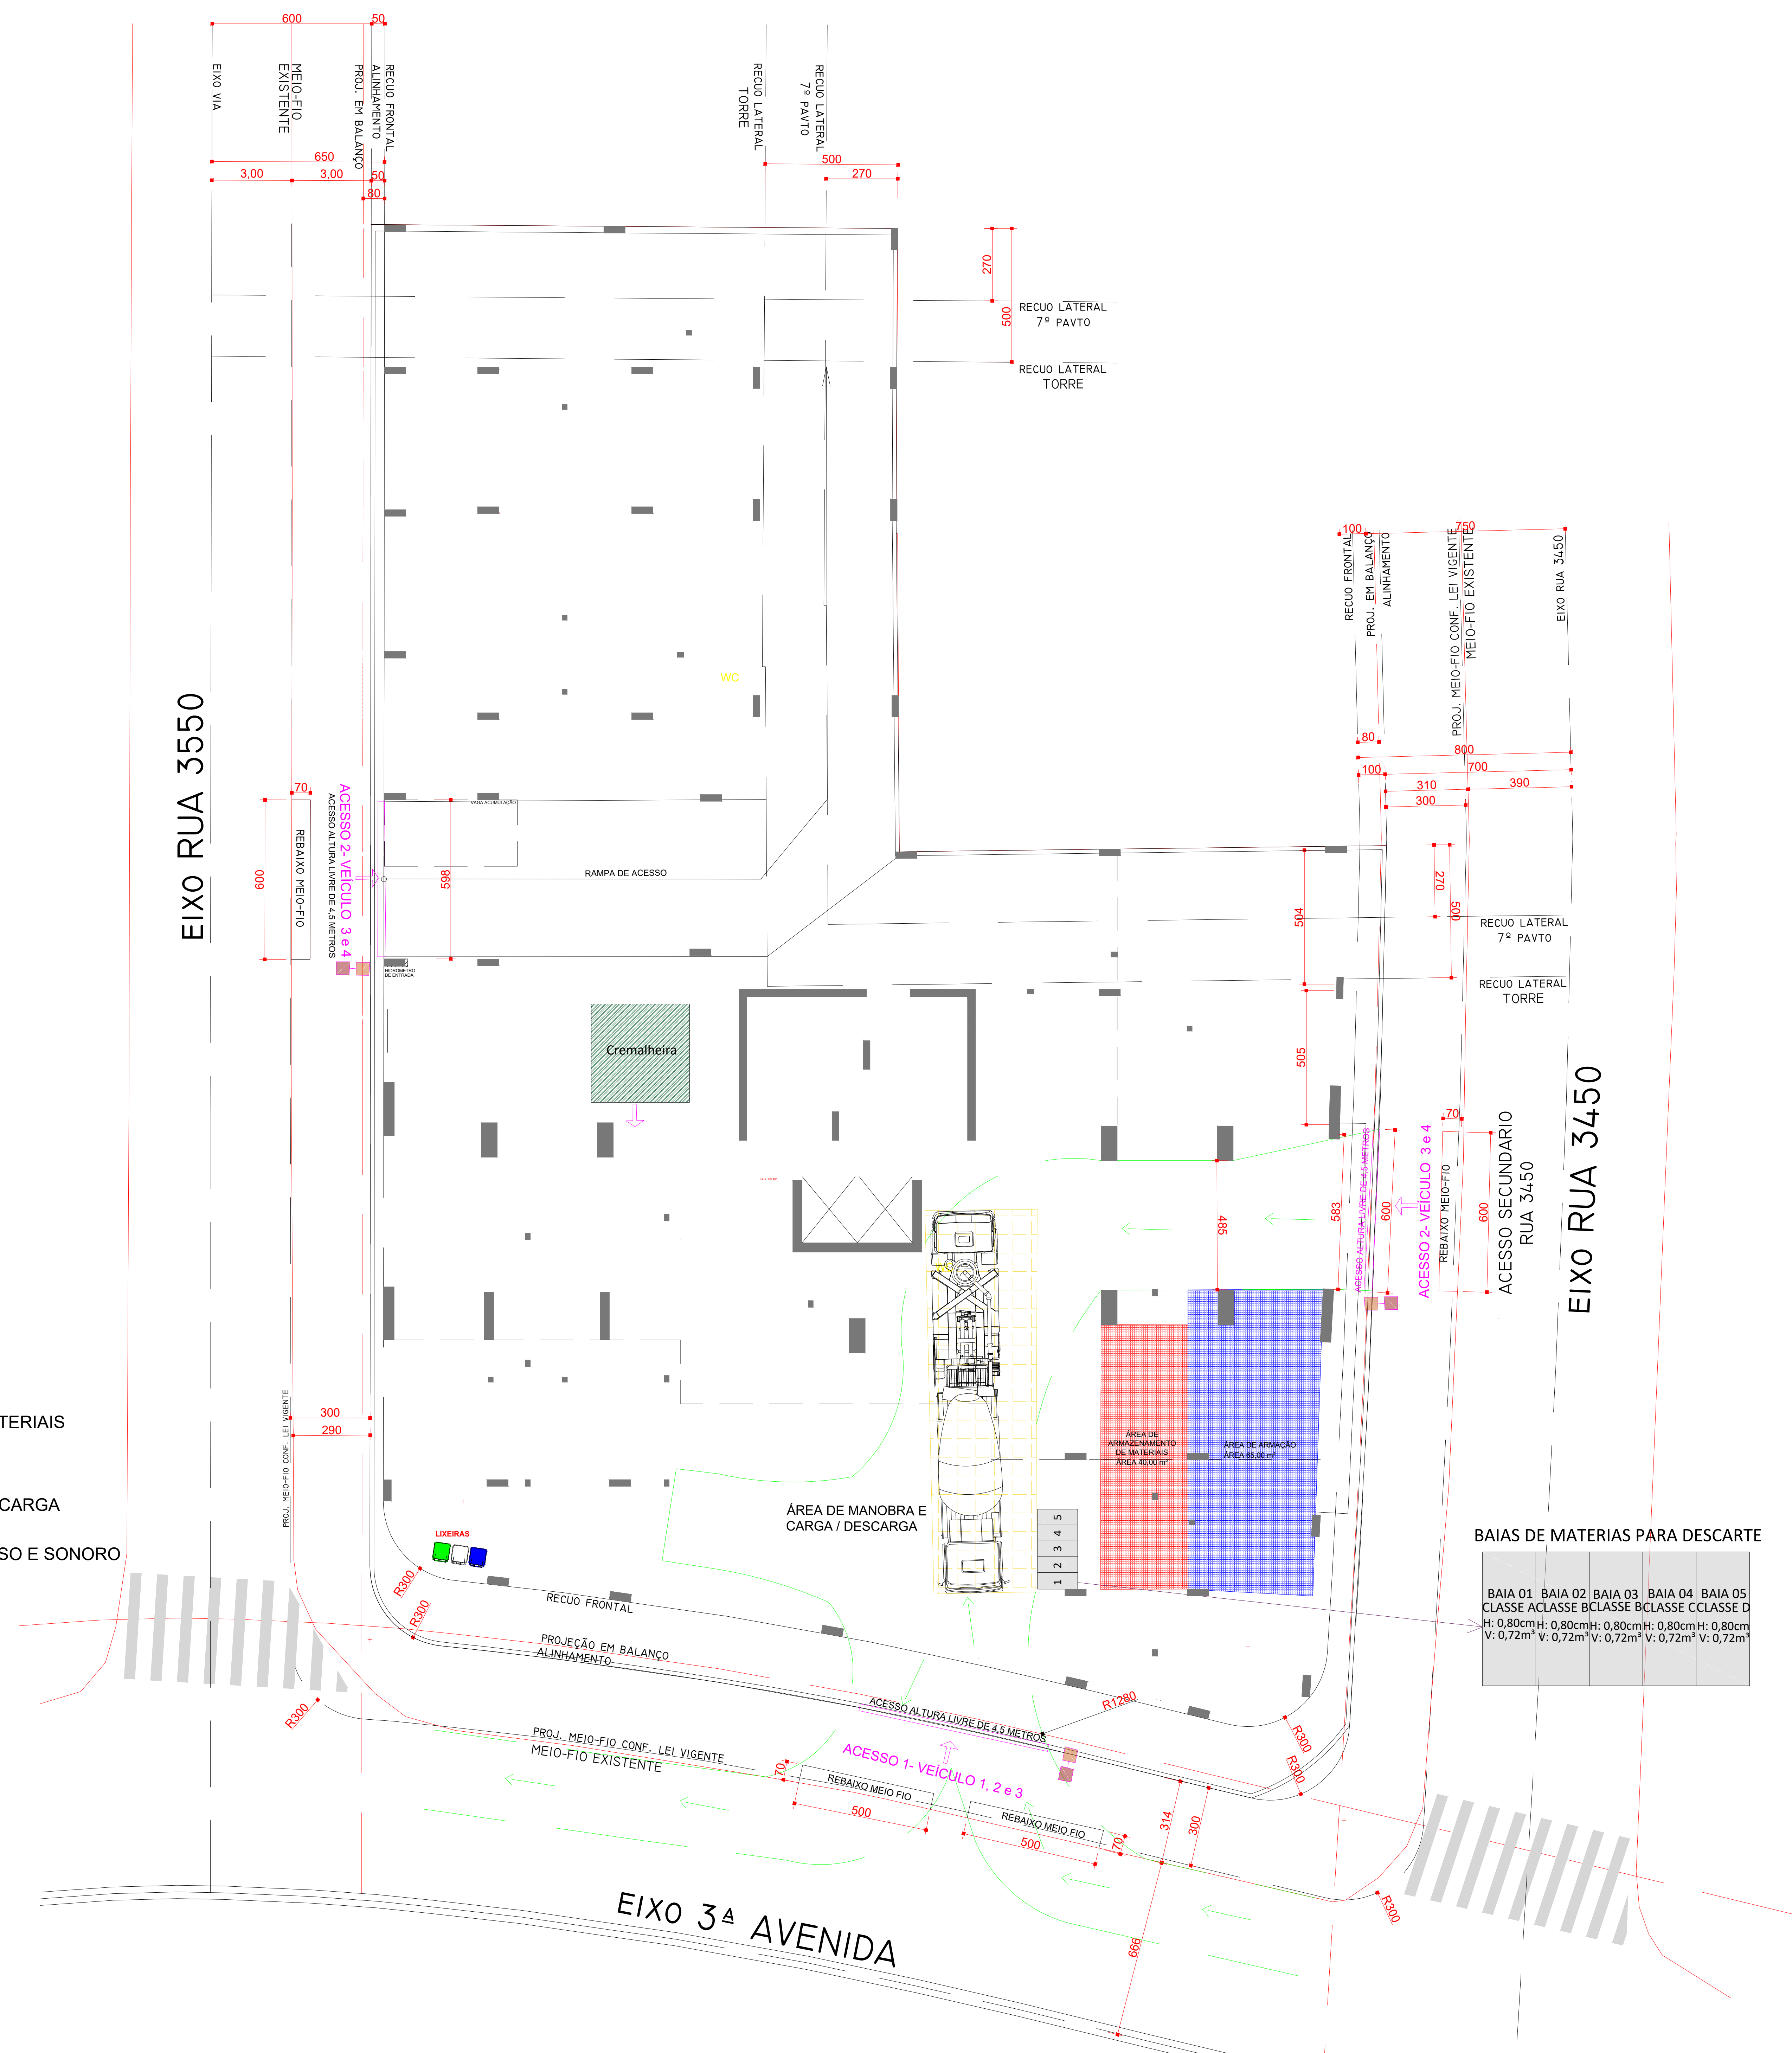 600
50
EIXO VIA
MEIO-FIO
EXISTENTE
PROJ. EM BALANÇO
ALINHAMENTO
RECUO FRONTAL
650
3,00
3,00
50
80
RECUO LATERAL
TORRE
RECUO LATERAL
7º PAVTO
500
270
270
500
RECUO LATERAL
7º PAVTO
RECUO LATERAL
TORRE
100
750
RECUO FRONTAL
PROJ. EM BALANÇO
ALINHAMENTO
PROJ. MEIO-FIO CONF. LEI VIGENTE
MEIO-FIO EXISTENTE
EIXO RUA 3450
80
800
100
700
310
390
300
270
500
RECUO LATERAL
7º PAVTO
RECUO LATERAL
TORRE
EIXO RUA 3550
WC
70
600
REBAIXO MEIO-FIO
ACESSO ALTURA LIVRE DE 4,5 METROS
ACESSO 2- VEÍCULO 3 e 4
VAGA ACUMULAÇÃO
598
RAMPA DE ACESSO
HIDROMETRO
DE ENTRADA
Cremalheira
504
505
485
583
600
ACESSO ALTURA LIVRE DE 4,5 METROS
ACESSO 2- VEÍCULO 3 e 4
70
REBAIXO MEIO-FIO
600
ACESSO SECUNDARIO
RUA 3450
EIXO RUA 3450
PROJ. MEIO-FIO CONF. LEI VIGENTE
300
290
TERIAIS
CARGA
SO E SONORO
ÁREA DE
ARMAZENAMENTO
DE MATERIAIS
ÁREA 40,00 m²
ÁREA DE ARMAÇÃO
ÁREA 65,00 m²
ÁREA DE MANOBRA E
CARGA / DESCARGA
1 2 3 4 5
LIXEIRAS
BAIAS DE MATERIAS PARA DESCARTE
BAIA 01 BAIA 02 BAIA 03 BAIA 04 BAIA 05
CLASSE A CLASSE B CLASSE B CLASSE C CLASSE D
H: 0,80cm H: 0,80cm H: 0,80cm H: 0,80cm H: 0,80cm
V: 0,72m³ V: 0,72m³ V: 0,72m³ V: 0,72m³ V: 0,72m³
R300
R300
RECUO FRONTAL
PROJEÇÃO EM BALANÇO
ALINHAMENTO
R300
PROJ. MEIO-FIO CONF. LEI VIGENTE
MEIO-FIO EXISTENTE
ACESSO ALTURA LIVRE DE 4,5 METROS
R1280
ACESSO 1- VEÍCULO 1, 2 e 3
70
REBAIXO MEIO FIO
500
REBAIXO MEIO FIO
500
70
314
300
R300
R300
R300
666
EIXO 3ª AVENIDA